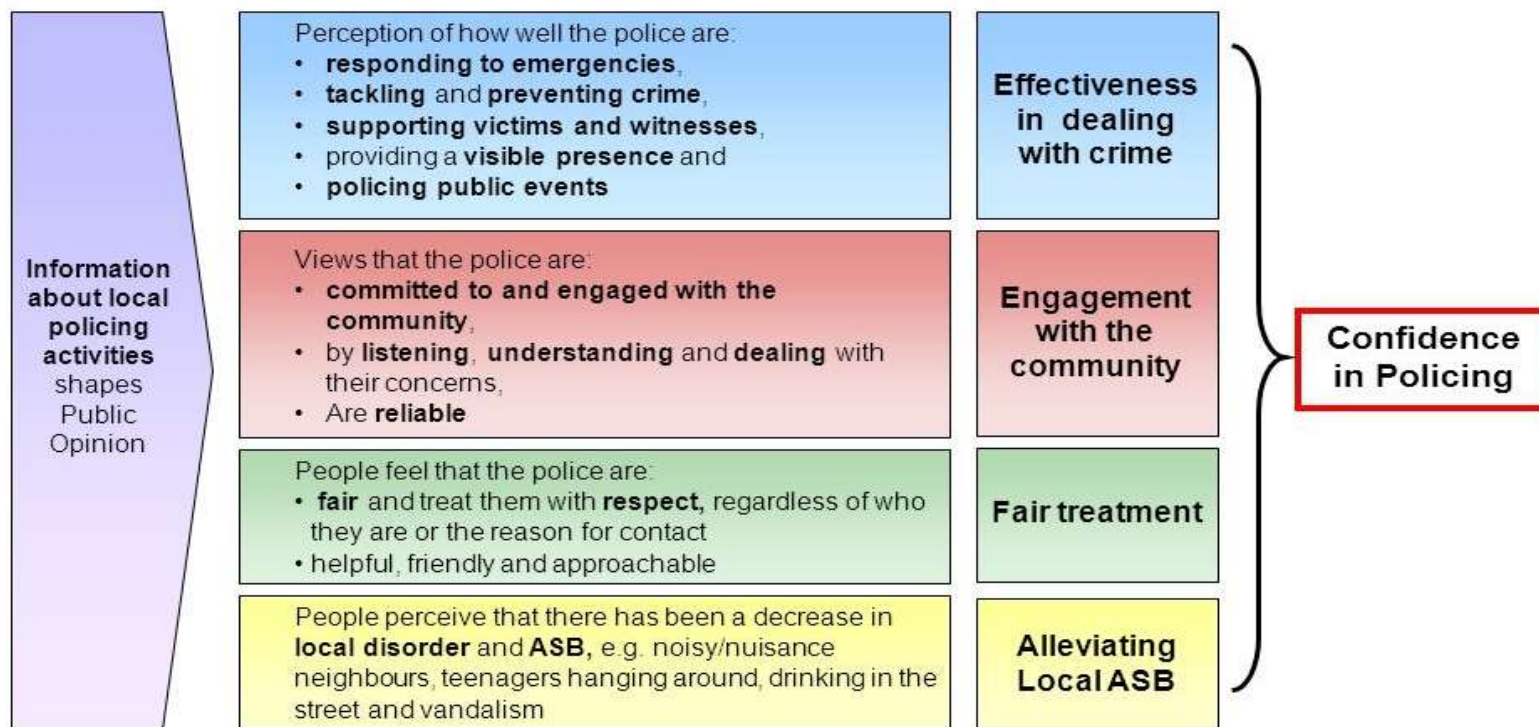 Information
about local
policing
activities
shapes
Public
Opinion
Perception of how well the police are:
• responding to emergencies,
• tackling and preventing crime,
• supporting victims and witnesses,
• providing a visible presence and
• policing public events
Effectiveness
in dealing
with crime
Views that the police are:
• committed to and engaged with the
community,
• by listening, understanding and dealing with
their concerns,
• Are reliable
Engagement
with the
community
People feel that the police are:
• fair and treat them with respect, regardless of who
they are or the reason for contact
• helpful, friendly and approachable
Fair treatment
People perceive that there has been a decrease in
local disorder and ASB, e.g. noisy/nuisance
neighbours, teenagers hanging around, drinking in the
street and vandalism
Alleviating
Local ASB
Confidence
in Policing